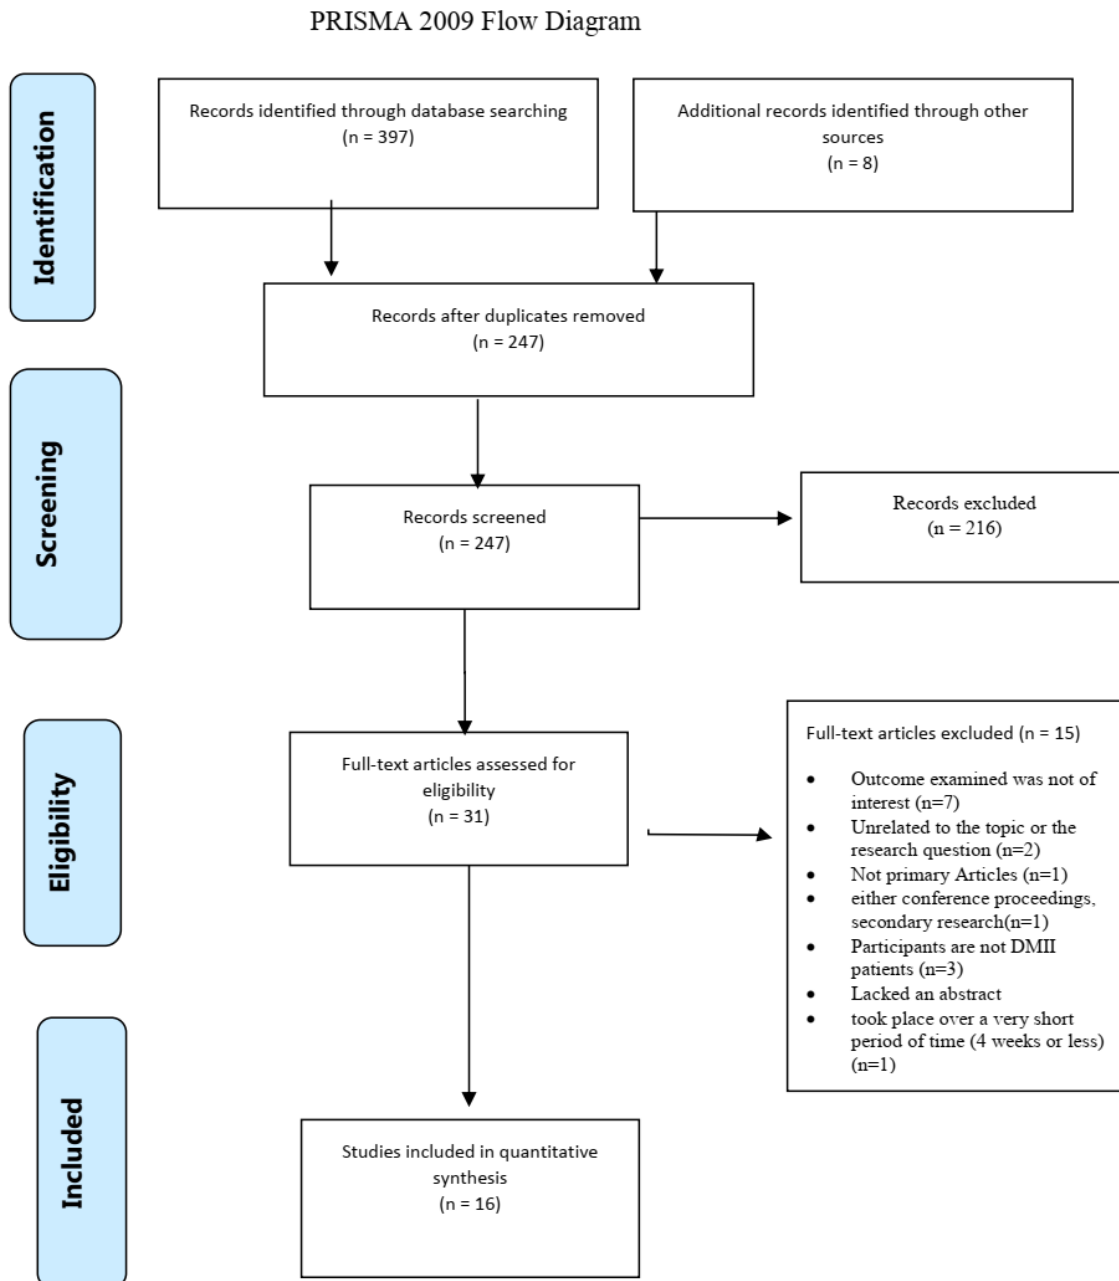 PRISMA 2009 Flow Diagram
Identification
Records identified through database searching
(n = 397)
Additional records identified through other
sources
(n = 8)
Records after duplicates removed
(n = 247)
Screening
Records screened
(n = 247)
Records excluded
(n = 216)
Eligibility
Full-text articles assessed for
eligibility
(n = 31)
Full-text articles excluded (n = 15)
• Outcome examined was not of
interest (n=7)
• Unrelated to the topic or the
research question (n=2)
• Not primary Articles (n=1)
• either conference proceedings,
secondary research(n=1)
• Participants are not DMII
patients (n=3)
• Lacked an abstract
• took place over a very short
period of time (4 weeks or less)
(n=1)
Included
Studies included in quantitative
synthesis
(n = 16)